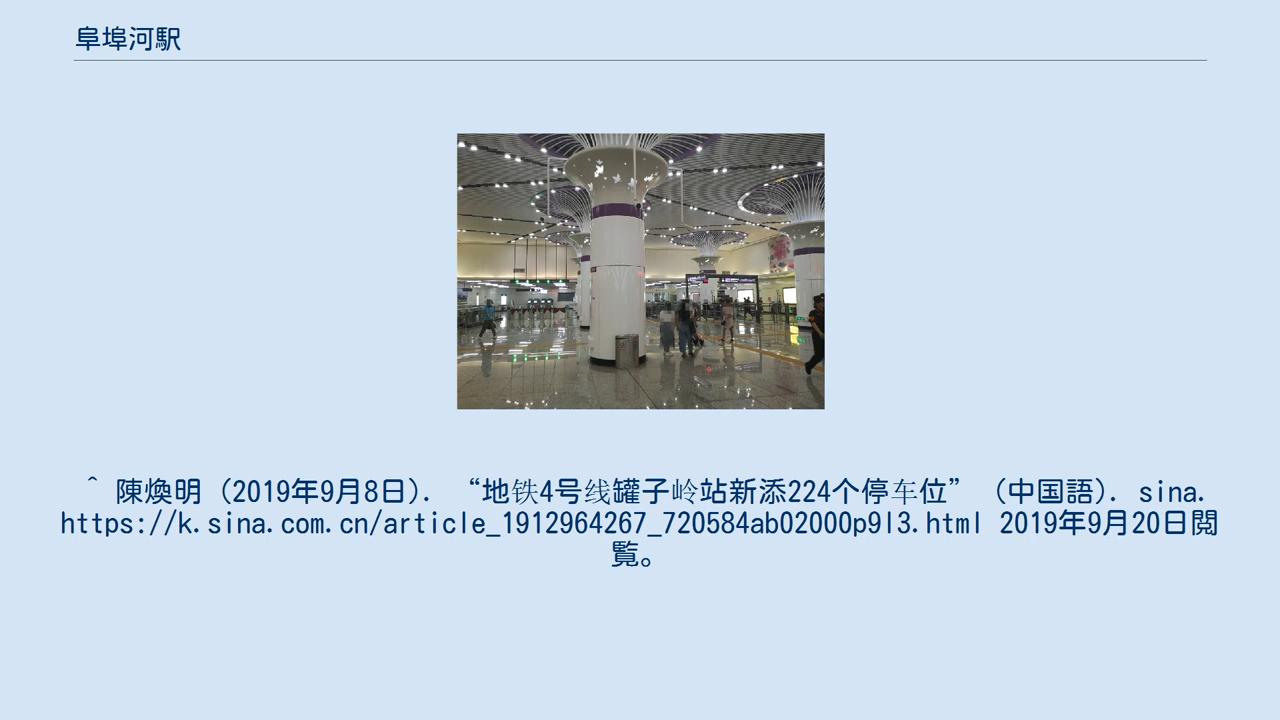 阜埠河駅
^ 陳煥明 (2019年9月8日). “地铁4号线罐子岭站新添224个停车位” (中国語). sina.
https://k.sina.com.cn/article_1912964267_720584ab02000p9l3.html 2019年9月20日閲
覧。